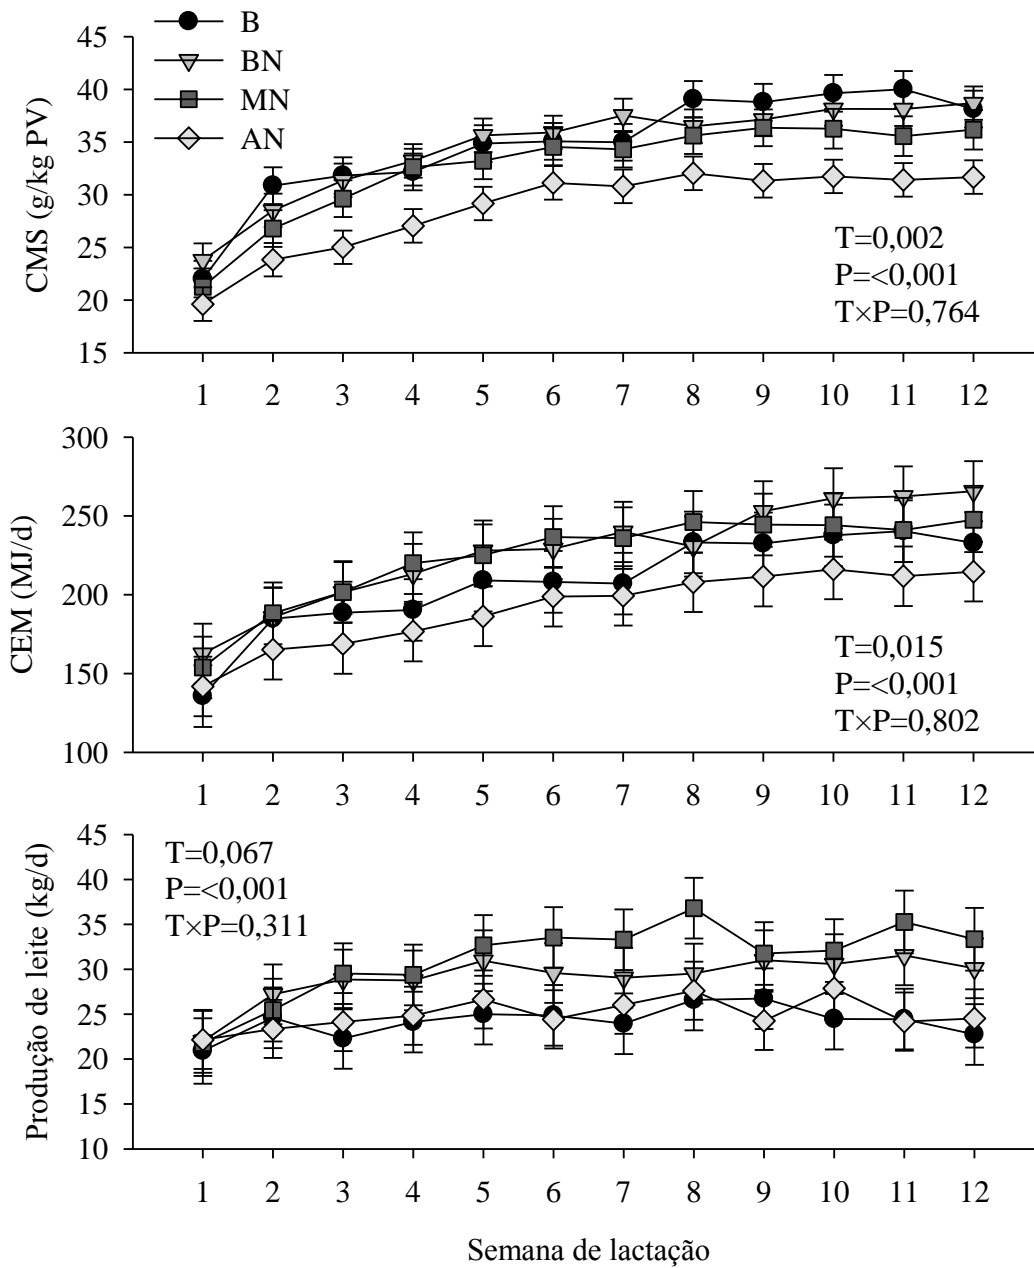 B
BN
MN
AN
CMS (g/kg PV)
45
40
35
30
25
20
15
T=0,002
P=<0,001
T×P=0,764
1 2 3 4 5 6 7 8 9 10 11 12
CEM (MJ/d)
300
250
200
150
100
T=0,015
P=<0,001
T×P=0,802
1 2 3 4 5 6 7 8 9 10 11 12
Produção de leite (kg/d)
45
40
35
30
25
20
15
10
T=0,067
P=<0,001
T×P=0,311
1 2 3 4 5 6 7 8 9 10 11 12
Semana de lactação